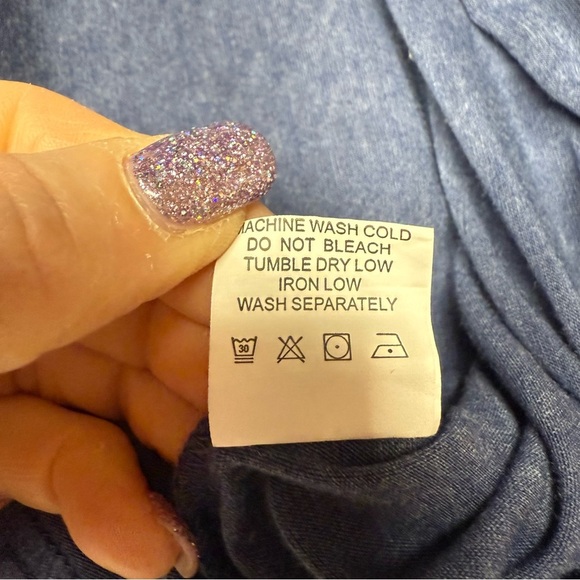 MACHINE WASH COLD
DO NOT BLEACH
TUMBLE DRY LOW
IRON LOW
WASH SEPARATELY
30